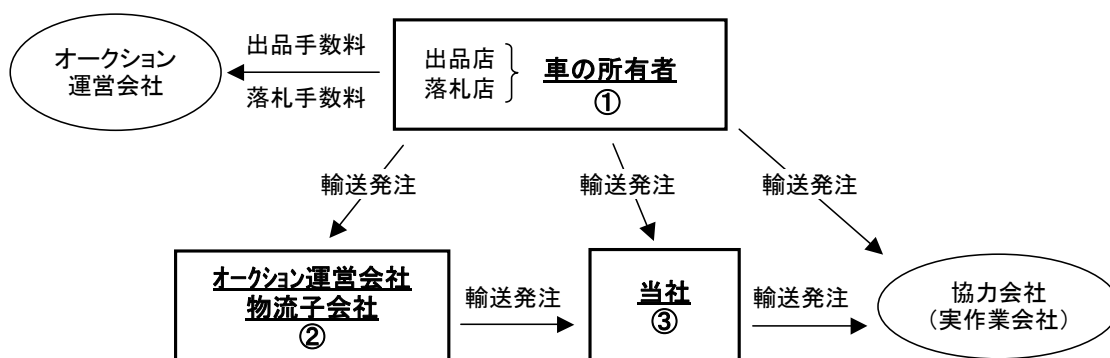 オークション
運営会社
出品手数料
落札手数料
出品店
落札店
車の所有者
①
輸送発注
輸送発注
輸送発注
オークション運営会社
物流子会社
②
輸送発注
当社
③
輸送発注
協力会社
（実作業会社）